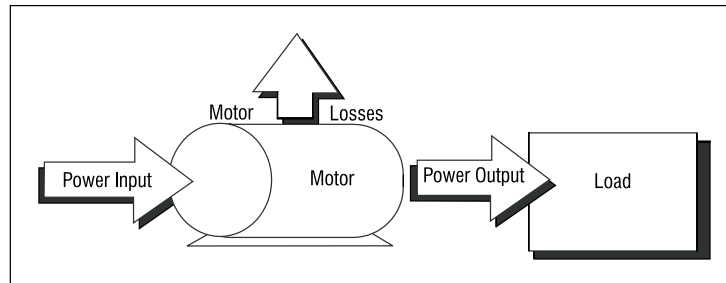 Motor Losses
Power Input
Motor
Power Output
Load